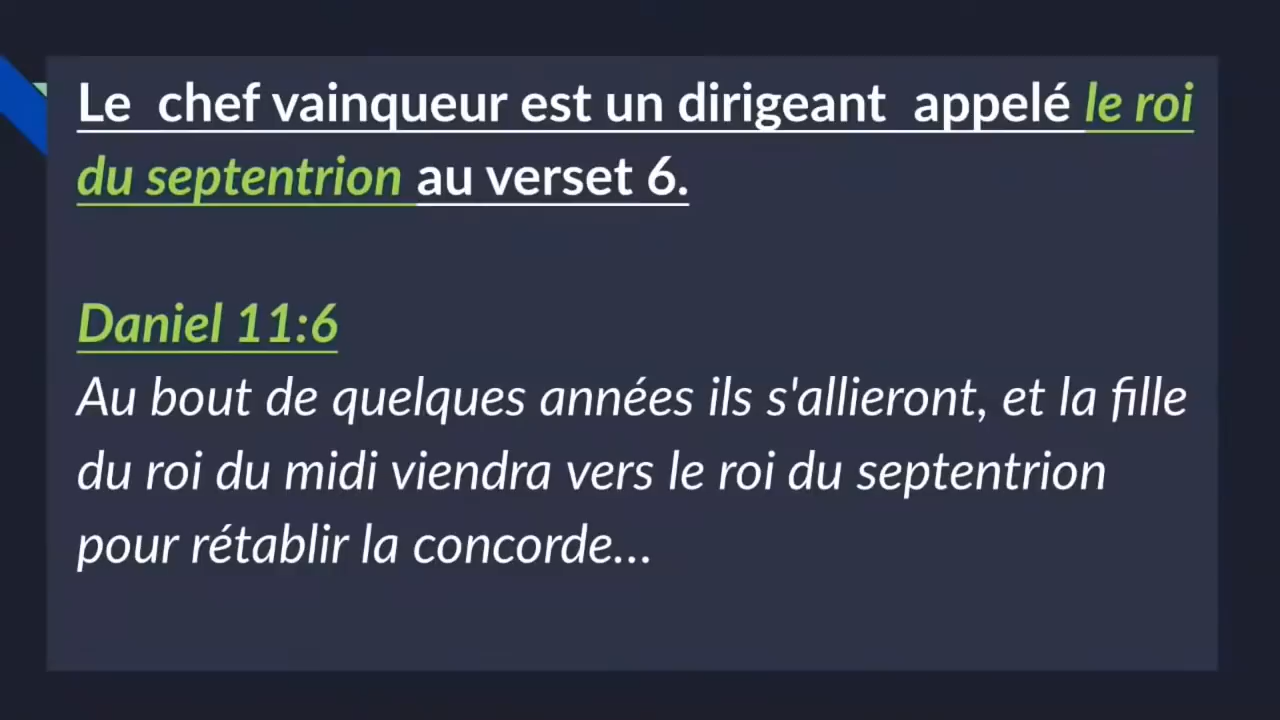 Le chef vainqueur est un dirigeant appelé le roi
du septentrion au verset 6.
Daniel 11:6
Au bout de quelques années ils s'allieront, et la fille
du roi du midi viendra vers le roi du septentrion
pour rétablir la concorde...